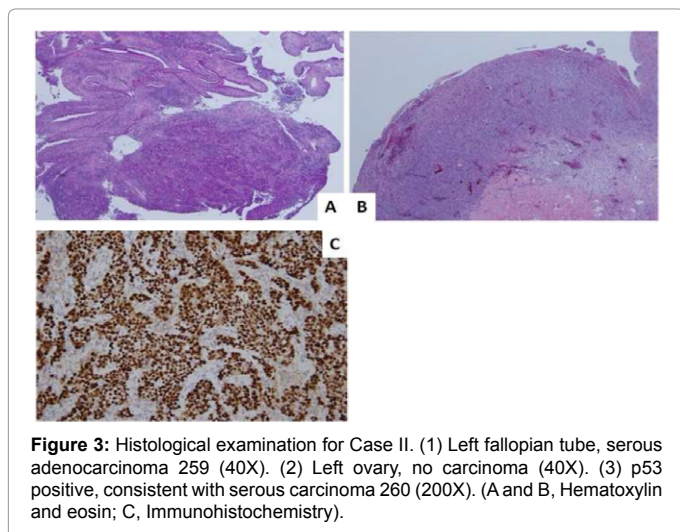 A B
C
Figure 3: Histological examination for Case II. (1) Left fallopian tube, serous
adenocarcinoma 259 (40X). (2) Left ovary, no carcinoma (40X). (3) p53
positive, consistent with serous carcinoma 260 (200X). (A and B, Hematoxylin
and eosin; C, Immunohistochemistry).